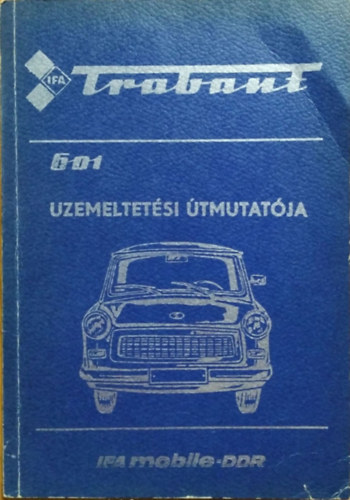 IFA Trabant
601
UZEMELTETÉSI ÚTMUTATÓJA
IFA mobile-DDR